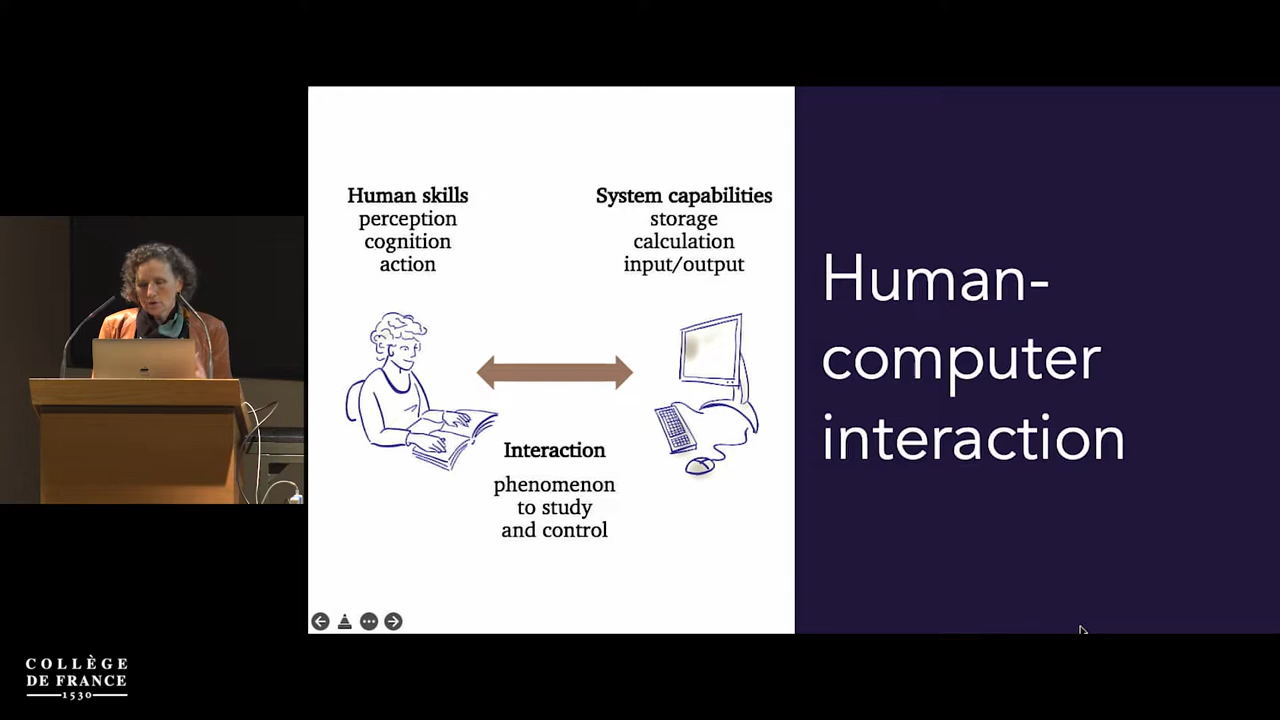 Human skills
perception
cognition
action
System capabilities
storage
calculation
input/output
Interaction
phenomenon
to study
and control
Human-
computer
interaction
COLLÈGE
DE FRANCE
1530